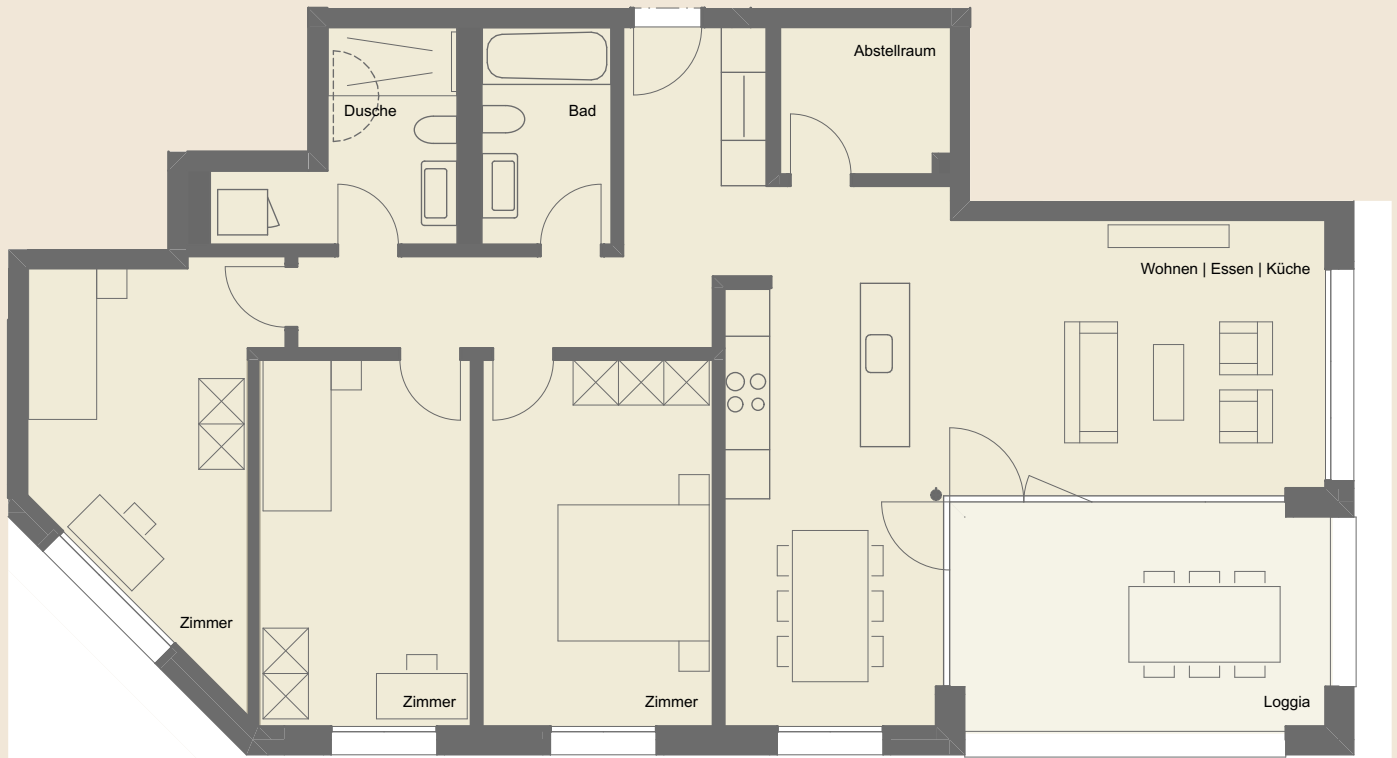 Abstellraum
Dusche
Bad
Wohnen | Essen | Küche
Zimmer
Zimmer
Zimmer
Loggia